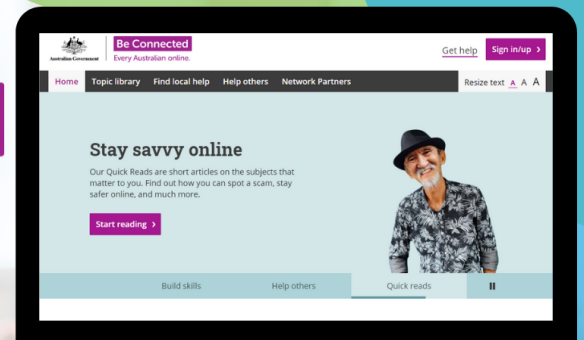 Australian Government
Be Connected
Every Australian online.
Get help
Sign in/up
Home Topic library Find local help Help others Network Partners
Resize text A A A
Stay savvy online
Our Quick Reads are short articles on the subjects that
matter to you. Find out how you can spot a scam, stay
safer online, and much more.
Start reading
Build skills Help others Quick reads